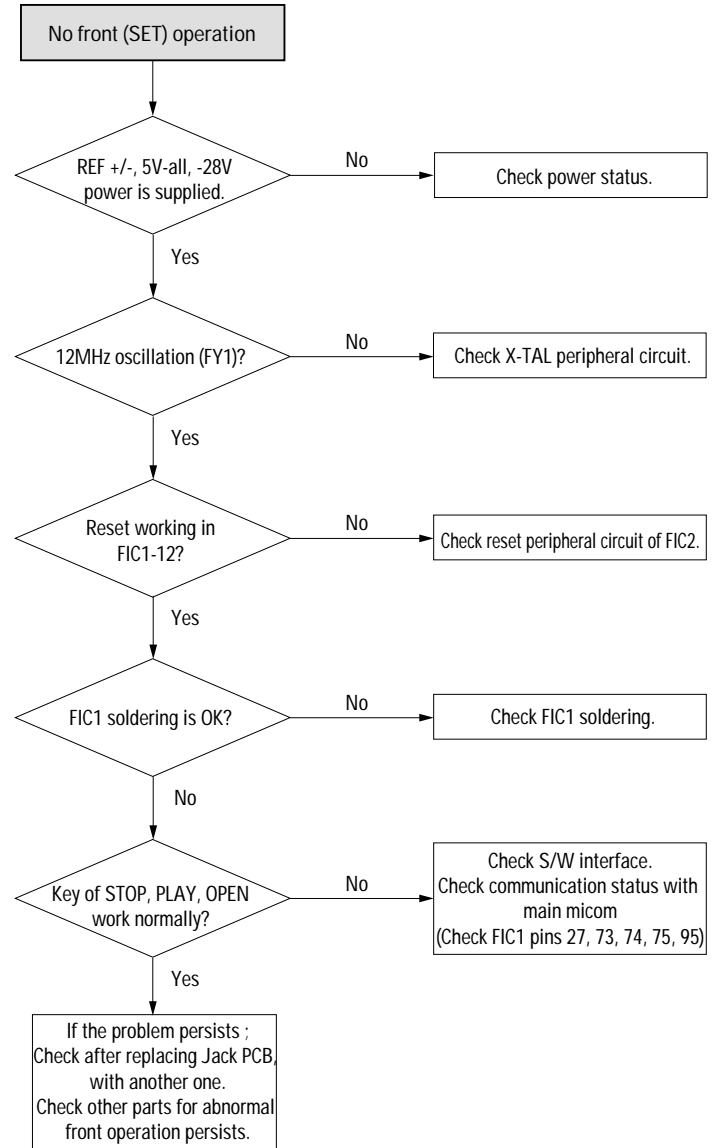 No front (SET) operation
REF +/-, 5V-all, -28V
power is supplied.
No
Check power status.
Yes
12MHz oscillation (FY1)?
No
Check X-TAL peripheral circuit.
Yes
Reset working in
FIC1-12?
No
Check reset peripheral circuit of FIC2.
Yes
FIC1 soldering is OK?
No
Check FIC1 soldering.
No
Key of STOP, PLAY, OPEN
work normally?
No
Check S/W interface.
Check communication status with
main micom
(Check FIC1 pins 27, 73, 74, 75, 95)
Yes
If the problem persists ;
Check after replacing Jack PCB,
with another one.
Check other parts for abnormal
front operation persists.